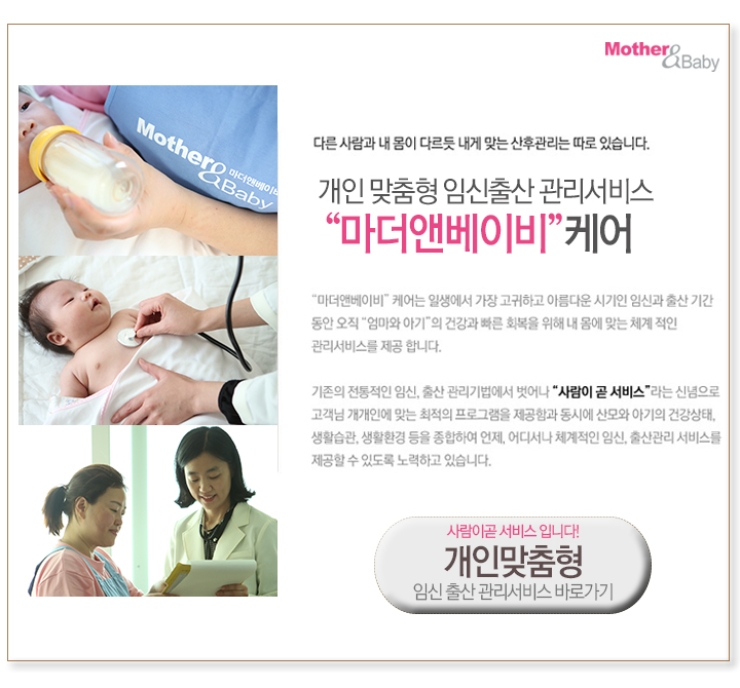 Mother&Baby
Mother&Baby
마더앤베이비
다른 사람과 내 몸이 다르듯 내게 맞는 산후관리는 따로 있습니다.
개인 맞춤형 임신출산 관리서비스
“마더앤베이비”케어
“마더앤베이비” 케어는 일생에서 가장 고귀하고 아름다운 시기인 임신과 출산 기간
동안 오직 “엄마와 아기”의 건강과 빠른 회복을 위해 내 몸에 맞는 체계 적인
관리서비스를 제공 합니다.
기존의 전통적인 임신, 출산 관리기법에서 벗어나 “사람이 곧 서비스”라는 신념으로
고객님 개개인에 맞는 최적의 프로그램을 제공함과 동시에 산모와 아기의 건강상태,
생활습관, 생활환경 등을 종합하여 언제, 어디서나 체계적인 임신, 출산관리 서비스를
제공할 수 있도록 노력하고 있습니다.
사람이곧 서비스 입니다!
개인맞춤형
임신 출산 관리서비스 바로가기